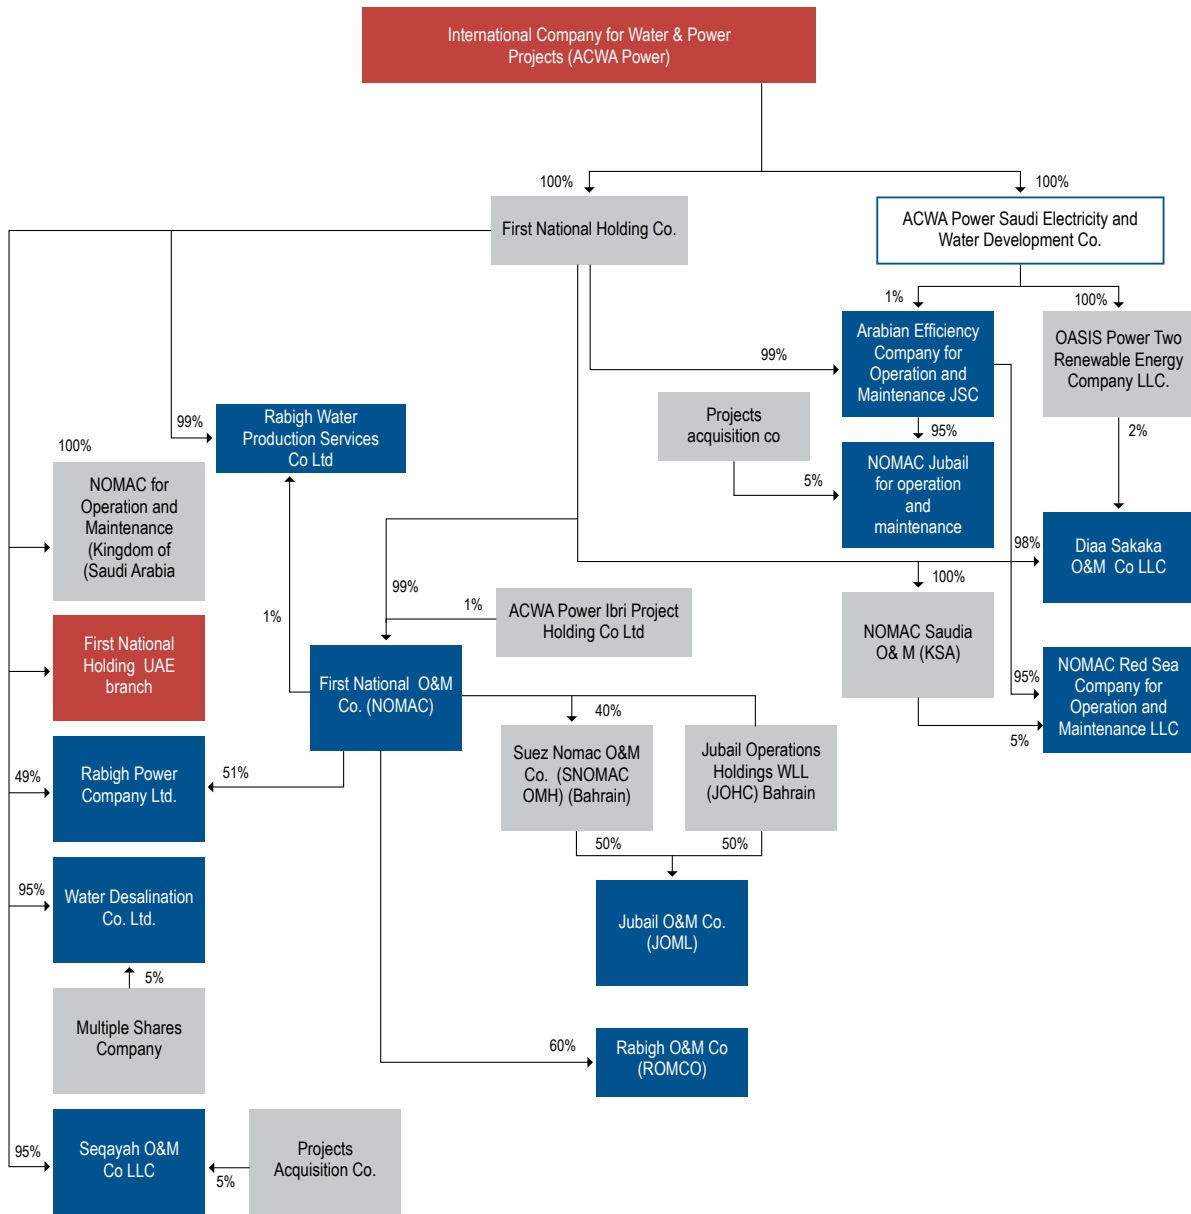 International Company for Water & Power
Projects (ACWA Power)
100%
100%
First National Holding Co.
ACWA Power Saudi Electricity and
Water Development Co.
1%
100%
Arabian Efficiency
Company for
Operation and
Maintenance JSC
OASIS Power Two
Renewable Energy
Company LLC.
99%
99%
Rabigh Water
Production Services
Co Ltd
Projects
acquisition co
95%
2%
100%
NOMAC for
Operation and
Maintenance
(Kingdom of
(Saudi Arabia
NOMAC Jubail
for operation
and
maintenance
5%
98%
Diaa Sakaka
O&M  Co LLC
99%
100%
1%
1%
ACWA Power Ibri Project
Holding Co Ltd
NOMAC Saudia
O& M (KSA)
First National
Holding  UAE
branch
First National  O&M
Co. (NOMAC)
95%
NOMAC Red Sea
Company for
Operation and
Maintenance LLC
5%
40%
Suez Nomac O&M
Co.  (SNOMAC
OMH) (Bahrain)
Jubail Operations
Holdings WLL
(JOHC) Bahrain
49%
Rabigh Power
Company Ltd.
51%
50%
50%
95%
Water Desalination
Co. Ltd.
Jubail O&M Co.
(JOML)
5%
Multiple Shares
Company
60%
Rabigh O&M Co
(ROMCO)
95%
Seqayah O&M
Co LLC
5%
Projects
Acquisition Co.